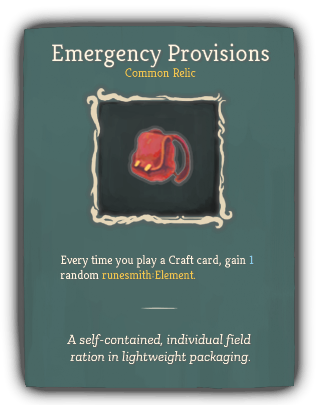 Emergency Provisions
Common Relic
Every time you play a Craft card, gain 1
random runesmith:Element.
A self-contained, individual field
ration in lightweight packaging.